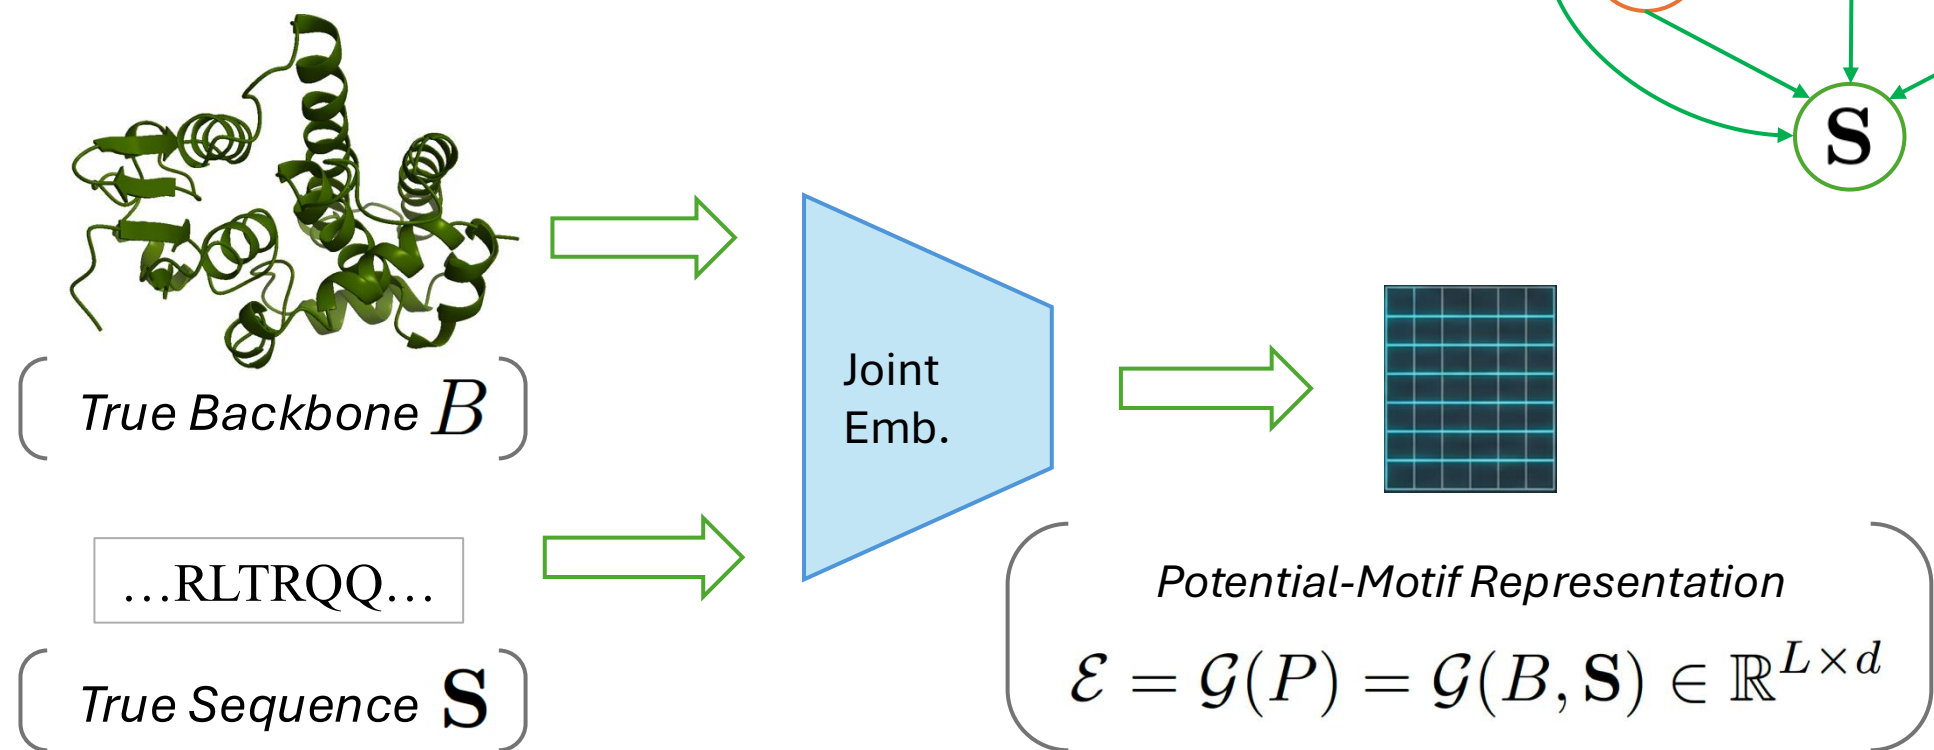 S
Joint
Emb.
True Backbone B
…RLTRQQ…
True Sequence S
Potential-Motif Representation
ℰ = 𝒢(P) = 𝒢(B, S) ∈ ℝ^{L×d}